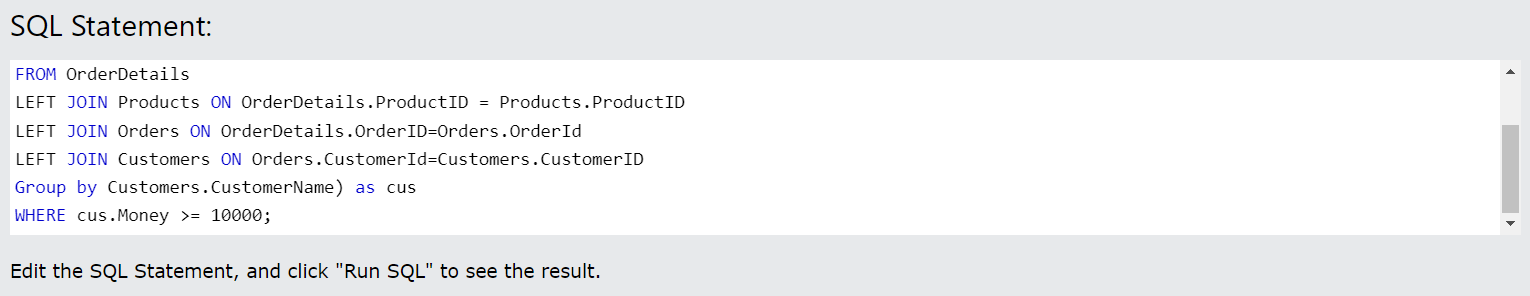 SQL Statement:
FROM OrderDetails
LEFT JOIN Products ON OrderDetails.ProductID = Products.ProductID
LEFT JOIN Orders ON OrderDetails.OrderID=Orders.OrderId
LEFT JOIN Customers ON Orders.CustomerId=Customers.CustomerID
Group by Customers.CustomerName) as cus
WHERE cus.Money >= 10000;
Edit the SQL Statement, and click "Run SQL" to see the result.